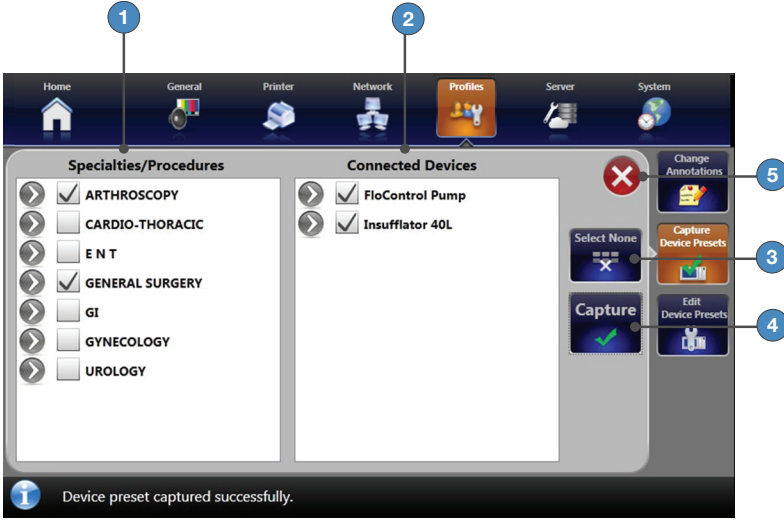 1
2
Home
General
Printer
Network
Profiles
Server
System
Specialties/Procedures
Connected Devices
ARTHROSCOPY
CARDIO-THORACIC
E N T
GENERAL SURGERY
GI
GYNECOLOGY
UROLOGY
FloControl Pump
Insufflator 40L
Select None
Capture
Change
Annotations
Capture
Device Presets
Edit
Device Presets
5
3
4
Device preset captured successfully.